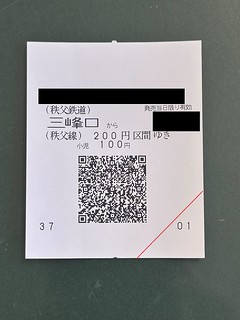 （秩父鉄道） 発売当日限り有効
三峰口 から
（秩父線） 200円区間 ゆき
小児 100円
37 01